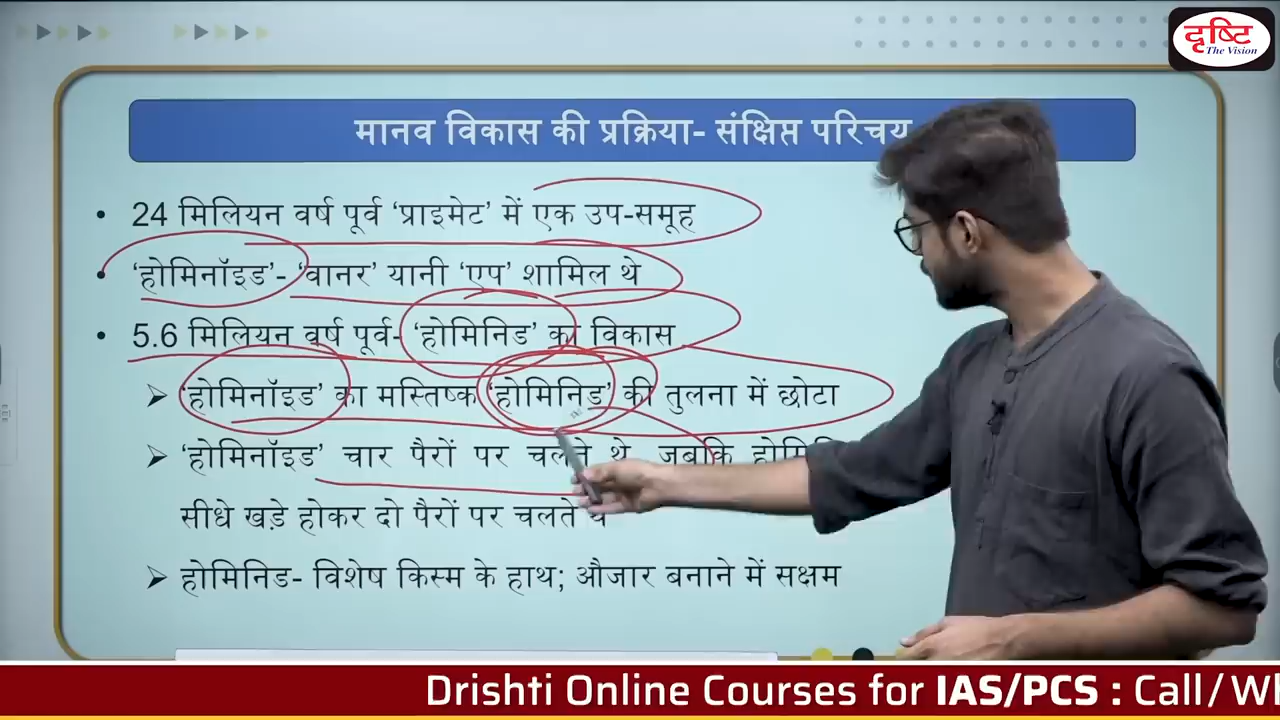 दृष्टि
The Vision
मानव विकास की प्रक्रिया- संक्षिप्त परिचय
• 24 मिलियन वर्ष पूर्व ‘प्राइमेट’ में एक उप-समूह
• ‘होमिनॉइड’- ‘वानर’ यानी ‘एप’ शामिल थे
• 5.6 मिलियन वर्ष पूर्व- ‘होमिनिड’ का विकास
➢ ‘होमिनॉइड’ का मस्तिष्क ‘होमिनिड’ की तुलना में छोटा
➢ ‘होमिनॉइड’ चार पैरों पर चलते थे, जबकि
सीधे खड़े होकर दो पैरों पर चलते थे
➢ होमिनिड- विशेष किस्म के हाथ; औजार बनाने में सक्षम
Drishti Online Courses for IAS/PCS : Call/